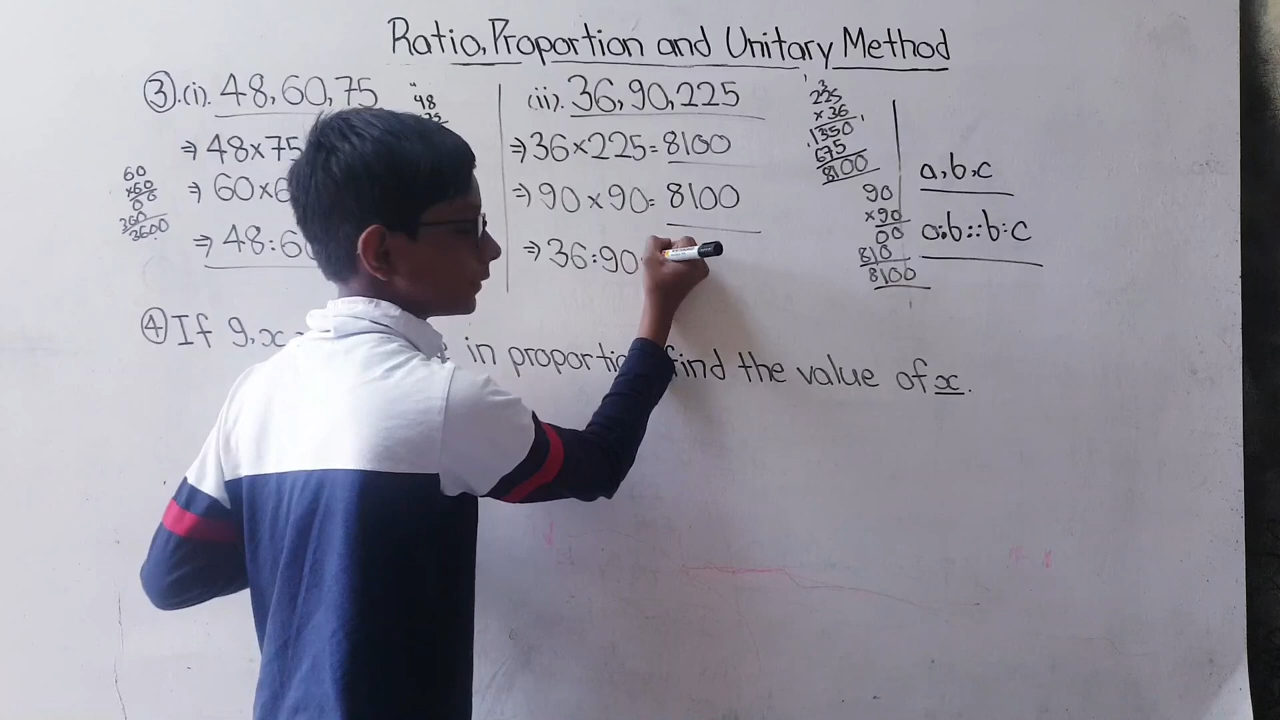 Ratio, Proportion and Unitary Method
③.(i). 48, 60, 75
48
⇒ 48×75
⇒ 60×6
⇒ 48:60
60
×60
00
360
3600
(ii). 36, 90, 225
⇒ 36×225= 8100
⇒ 90×90= 8100
⇒ 36:90
225
×36
1350
675
8100
90
×90
00
810
8100
a, b, c
a:b::b:c
④ If 9, x in proportio find the value of x.